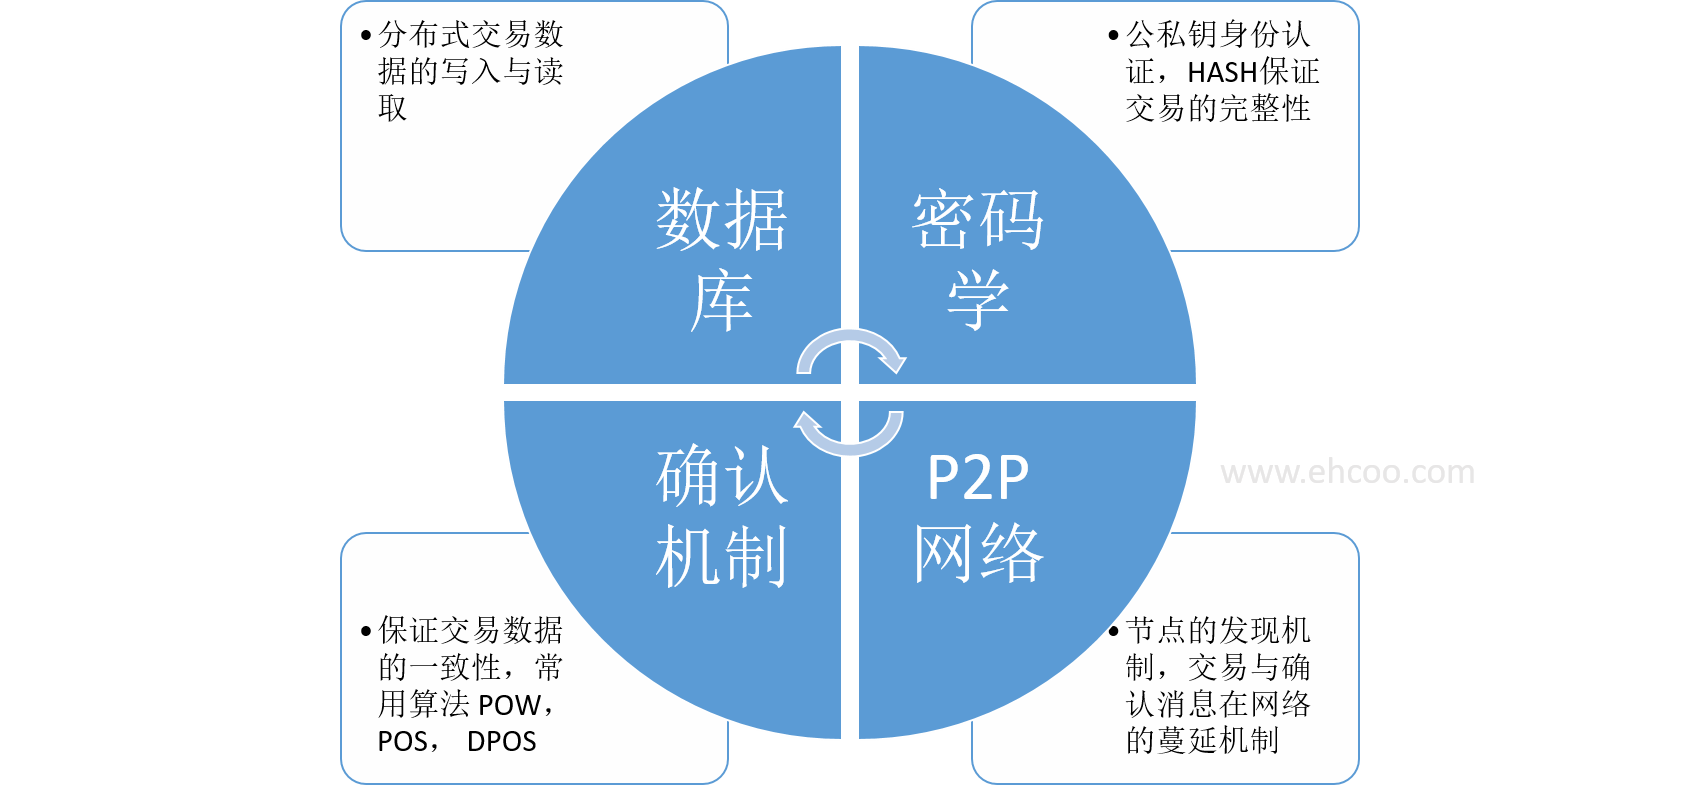 •分布式交易数
据的写入与读
取
•公私钥身份认
证，HASH保证
交易的完整性
数据
库
密码
学
确认
机制
P2P
网络
www.ehcoo.com
•保证交易数据
的一致性，常
用算法 POW，
POS， DPOS
•节点的发现机
制，交易与确
认消息在网络
的蔓延机制